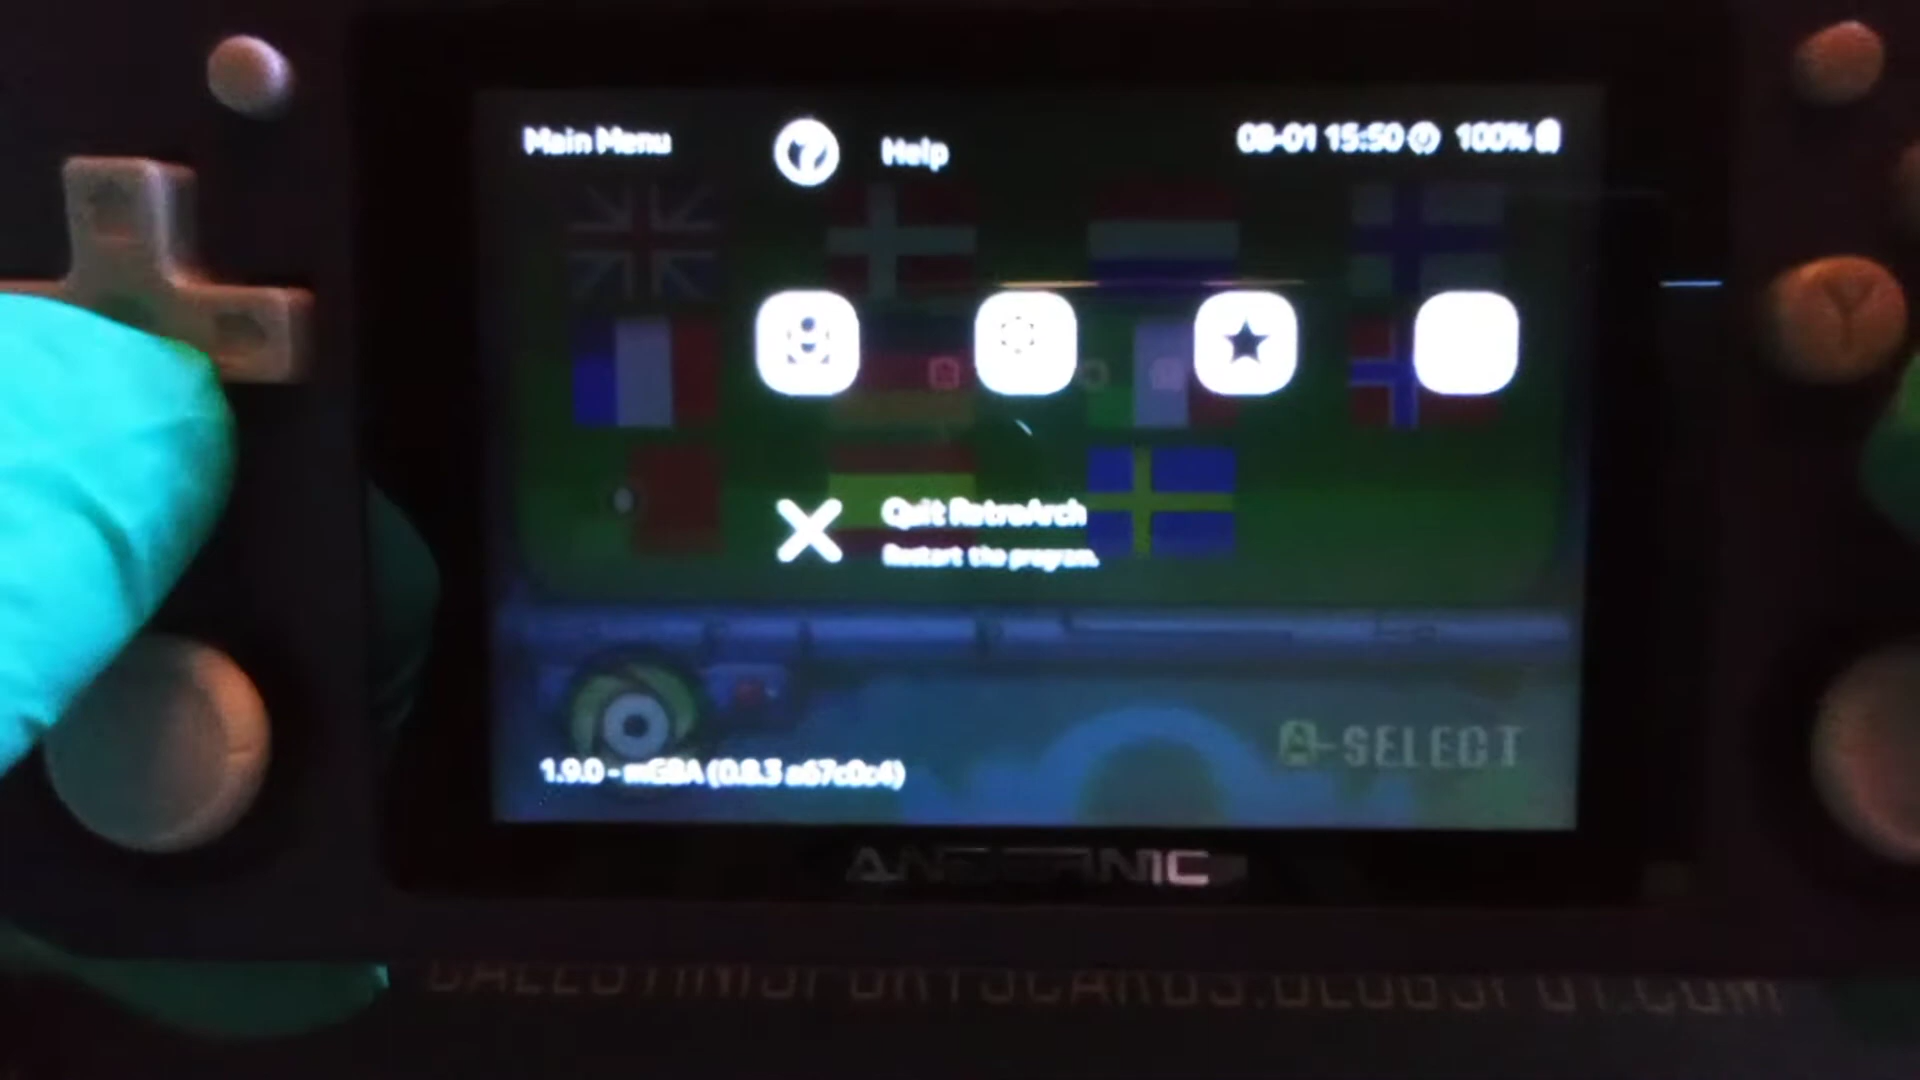 Main Menu
Help
08-01 15:50 100%
Quit RetroArch
Restart the program.
A-SELECT
1.9.0 - mGBA (0.8.3 a67c0c4)
ANBERNIC
Y